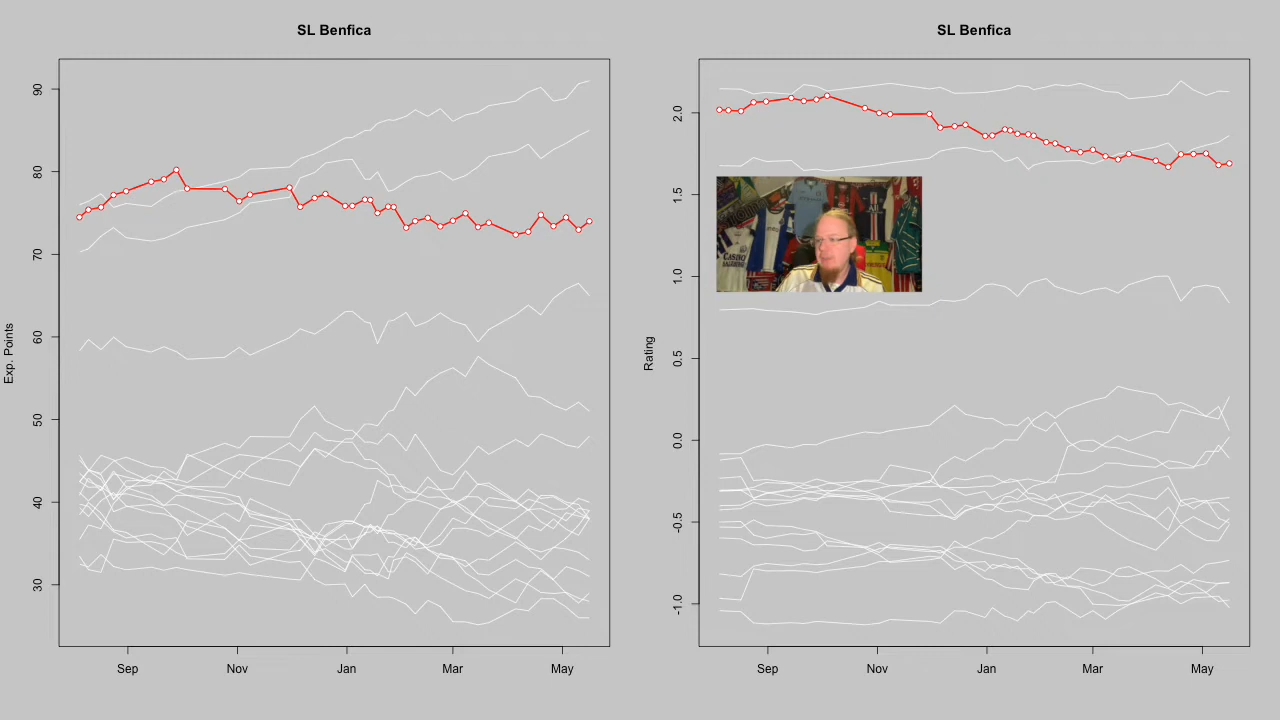 SL Benfica
Exp. Points
90
80
70
60
50
40
30
Sep
Nov
Jan
Mar
May
SL Benfica
Rating
2.0
1.5
1.0
0.5
0.0
-0.5
-1.0
Sep
Nov
Jan
Mar
May